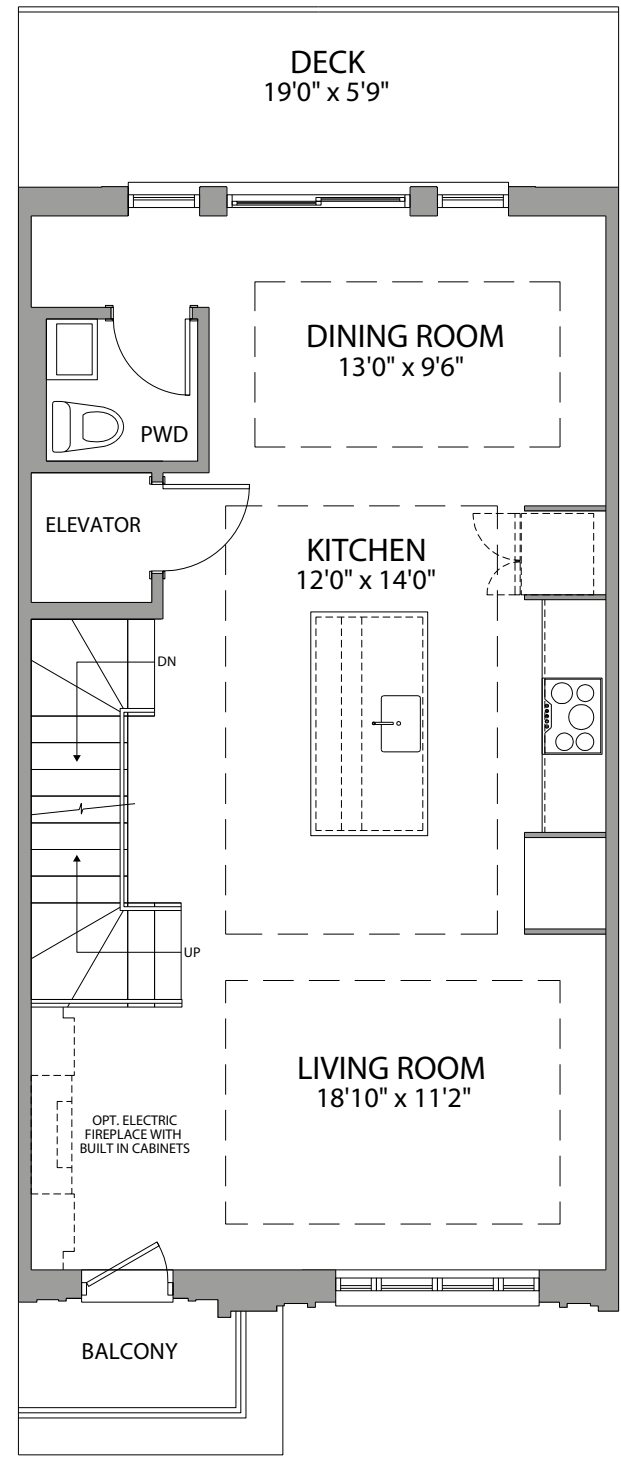 DECK
19'0" x 5'9"
DINING ROOM
13'0" x 9'6"
PWD
ELEVATOR
KITCHEN
12'0" x 14'0"
DN
UP
LIVING ROOM
18'10" x 11'2"
OPT. ELECTRIC
FIREPLACE WITH
BUILT IN CABINETS
BALCONY